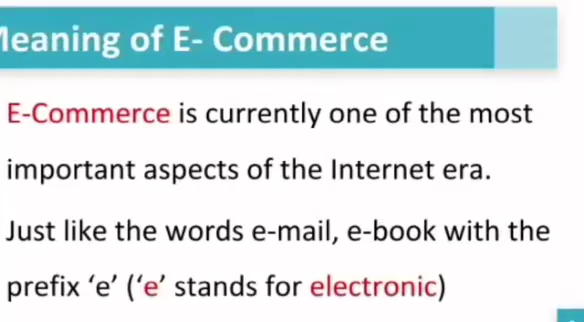 Meaning of E- Commerce
E-Commerce is currently one of the most
important aspects of the Internet era.
Just like the words e-mail, e-book with the
prefix ‘e’ (‘e’ stands for electronic)